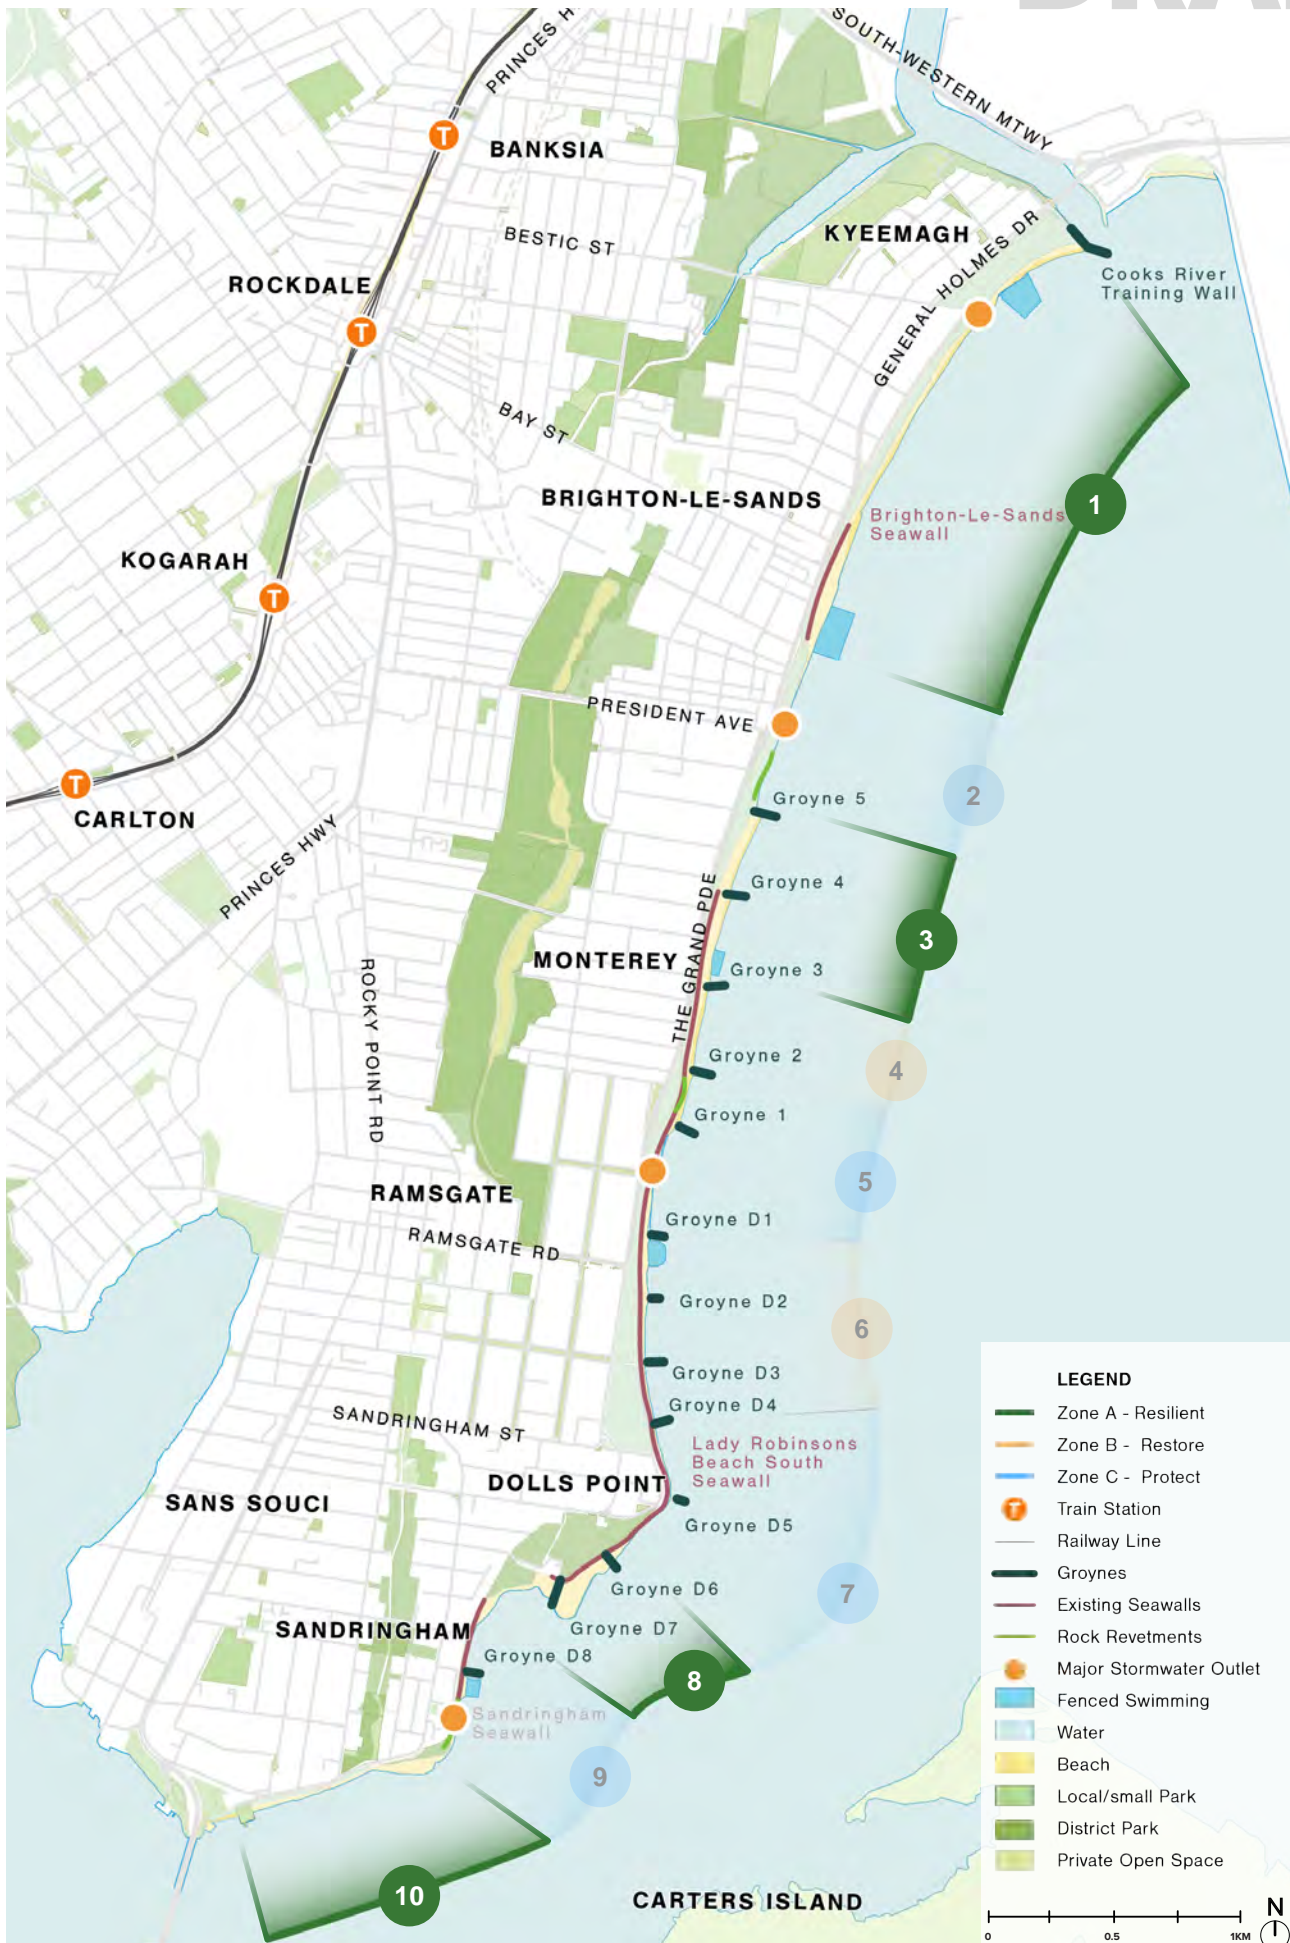 SOUTH-WESTERN MTWY
BANKSIA
BESTIC ST
KYEEMAGH
GENERAL HOLMES DR
ROCKDALE
T
T
Cooks River
Training Wall
BAY ST
BRIGHTON-LE-SANDS
Brighton-Le-Sands
Seawall
1
KOGARAH
T
PRESIDENT AVE
T
CARLTON
2
Groyne 5
PRINCES HWY
Groyne 4
THE GRAND PDE
3
MONTEREY
Groyne 3
ROCKY POINT RD
Groyne 2
4
Groyne 1
5
RAMSGATE
Groyne D1
RAMSGATE RD
Groyne D2
6
Groyne D3
Groyne D4
SANDRINGHAM ST
Lady Robinsons
Beach South
Seawall
DOLLS POINT
SANS SOUCI
Groyne D5
Groyne D6
7
SANDRINGHAM
Groyne D7
Groyne D8
8
Sandringham
Seawall
9
10
CARTERS ISLAND
LEGEND
Zone A - Resilient
Zone B - Restore
Zone C - Protect
T Train Station
Railway Line
Groynes
Existing Seawalls
Rock Revetments
Major Stormwater Outlet
Fenced Swimming
Water
Beach
Local/small Park
District Park
Private Open Space
N
0 0.5 1KM